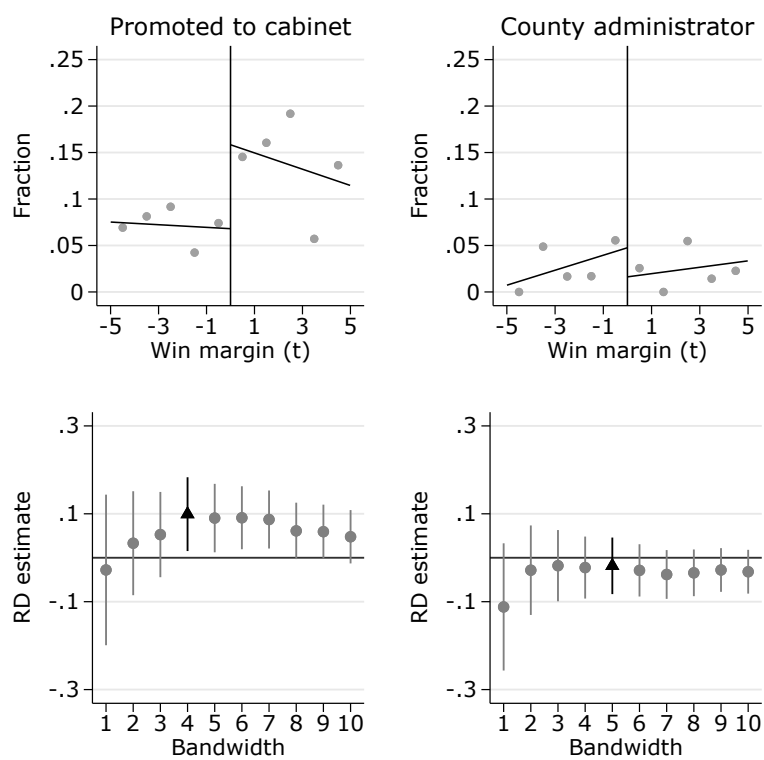 Promoted to cabinet
.25
.2
.15
.1
.05
0
Fraction
-5 -3 -1 1 3 5
Win margin (t)
County administrator
.25
.2
.15
.1
.05
0
Fraction
-5 -3 -1 1 3 5
Win margin (t)
.3
.1
-.1
-.3
RD estimate
1 2 3 4 5 6 7 8 9 10
Bandwidth
.3
.1
-.1
-.3
RD estimate
1 2 3 4 5 6 7 8 9 10
Bandwidth